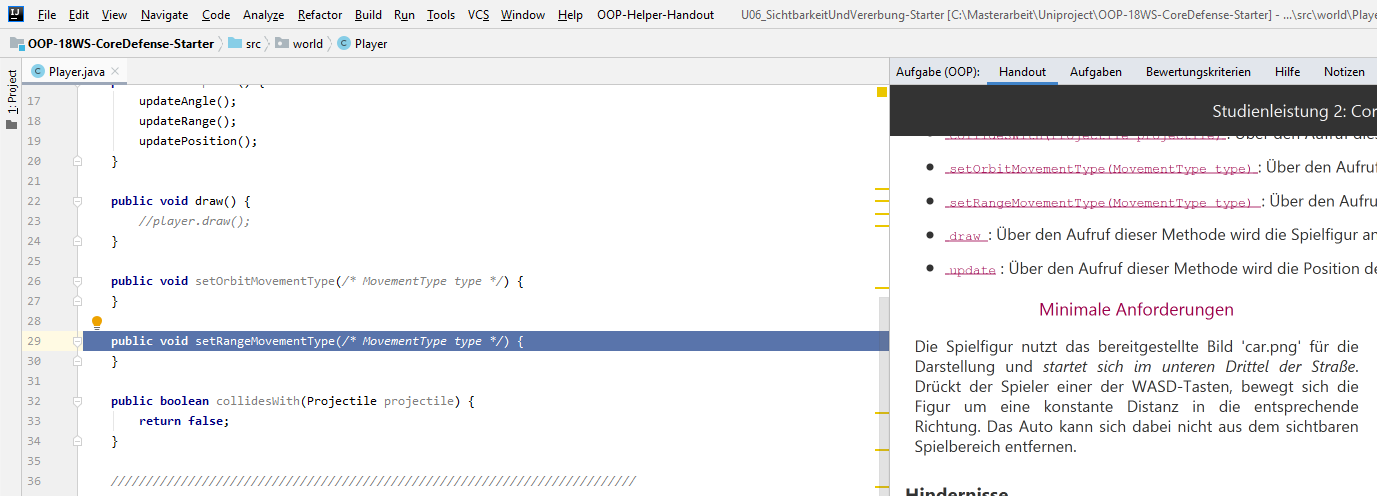 File Edit View Navigate Code Analyze Refactor Build Run Tools VCS Window Help OOP-Helper-Handout U06_SichtbarkeitUndVererbung-Starter [C:\Masterarbeit\Uniproject\OOP-18WS-CoreDefense-Starter] - ...\src\world\Playe
OOP-18WS-CoreDefense-Starter src world Player
1: Project
Player.java
17 updateAngle();
18 updateRange();
19 updatePosition();
20 }
21
22 public void draw() {
23 //player.draw();
24 }
25
26 public void setOrbitMovementType(/* MovementType type */) {
27 }
28
29 public void setRangeMovementType(/* MovementType type */) {
30 }
31
32 public boolean collidesWith(Projectile projectile) {
33 return false;
34 }
35
36 ///////////////////////////////////////////////////////////////////////////
Aufgabe (OOP): Handout Aufgaben Bewertungskriterien Hilfe Notizen
Studienleistung 2: Cor
collidesWith(Projectile projectile) : Über den Aufruf dies
setOrbitMovementType(MovementType type) : Über den Aufruf
setRangeMovementType(MovementType type) : Über den Aufru
draw : Über den Aufruf dieser Methode wird die Spielfigur an
update : Über den Aufruf dieser Methode wird die Position de
Minimale Anforderungen
Die Spielfigur nutzt das bereitgestellte Bild 'car.png' für die
Darstellung und startet sich im unteren Drittel der Straße.
Drückt der Spieler einer der WASD-Tasten, bewegt sich die
Figur um eine konstante Distanz in die entsprechende
Richtung. Das Auto kann sich dabei nicht aus dem sichtbaren
Spielbereich entfernen.
Hindernisse